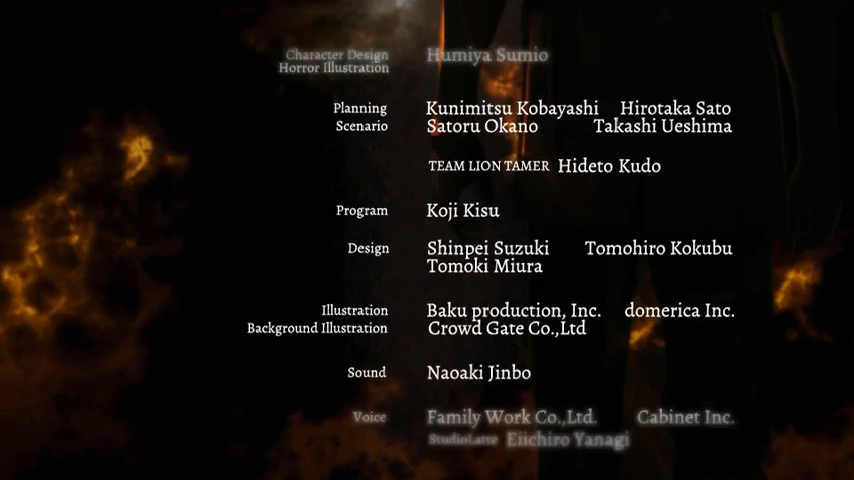 Character Design Humiya Sumio
Horror Illustration
Planning Kunimitsu Kobayashi Hirotaka Sato
Scenario Satoru Okano Takashi Ueshima
TEAM LION TAMER Hideto Kudo
Program Koji Kisu
Design Shinpei Suzuki Tomohiro Kokubu
Tomoki Miura
Illustration Baku production, Inc. domerica Inc.
Background Illustration Crowd Gate Co.,Ltd
Sound Naoaki Jinbo
Voice Family Work Co.,Ltd. Cabinet Inc.
StudioLatte Eiichiro Yanagi